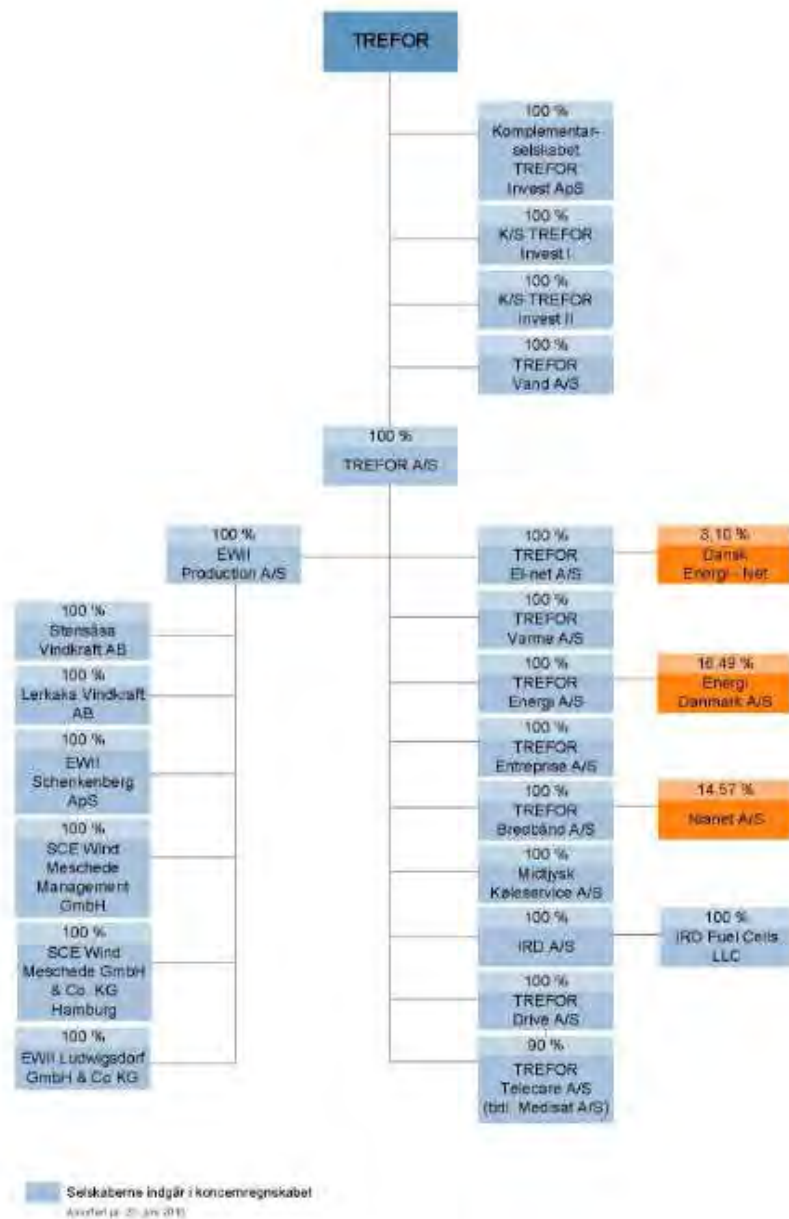 TREFOR
100 %
Komplementar-
selskabet
TREFOR
Invest ApS
100 %
K/S TREFOR
Invest I
100 %
K/S TREFOR
Invest II
100 %
TREFOR
Vand A/S
100 %
TREFOR A/S
100 %
EWII
Production A/S
100 %
Stensåsa
Vindkraft AB
100 %
Lerkaka Vindkraft
AB
100 %
EWII
Schenkenberg
ApS
100 %
SCE Wind
Meschede
Management
GmbH
100 %
SCE Wind
Meschede GmbH
& Co. KG
Hamburg
100 %
EWII Ludwigsdorf
GmbH & Co KG
100 %
TREFOR
El-net A/S
3,10 %
Dansk
Energi - Net
100 %
TREFOR
Varme A/S
100 %
TREFOR
Energi A/S
16,49 %
Energi
Danmark A/S
100 %
TREFOR
Entreprise A/S
100 %
TREFOR
Bredbånd A/S
14,57 %
Nianet A/S
100 %
Midtjysk
Køleservice A/S
100 %
IRD A/S
100 %
IRD Fuel Cells
LLC
100 %
TREFOR
Drive A/S
90 %
TREFOR
Telecare A/S
(tidl. Medisat A/S)
Selskaberne indgår i koncernregnskabet